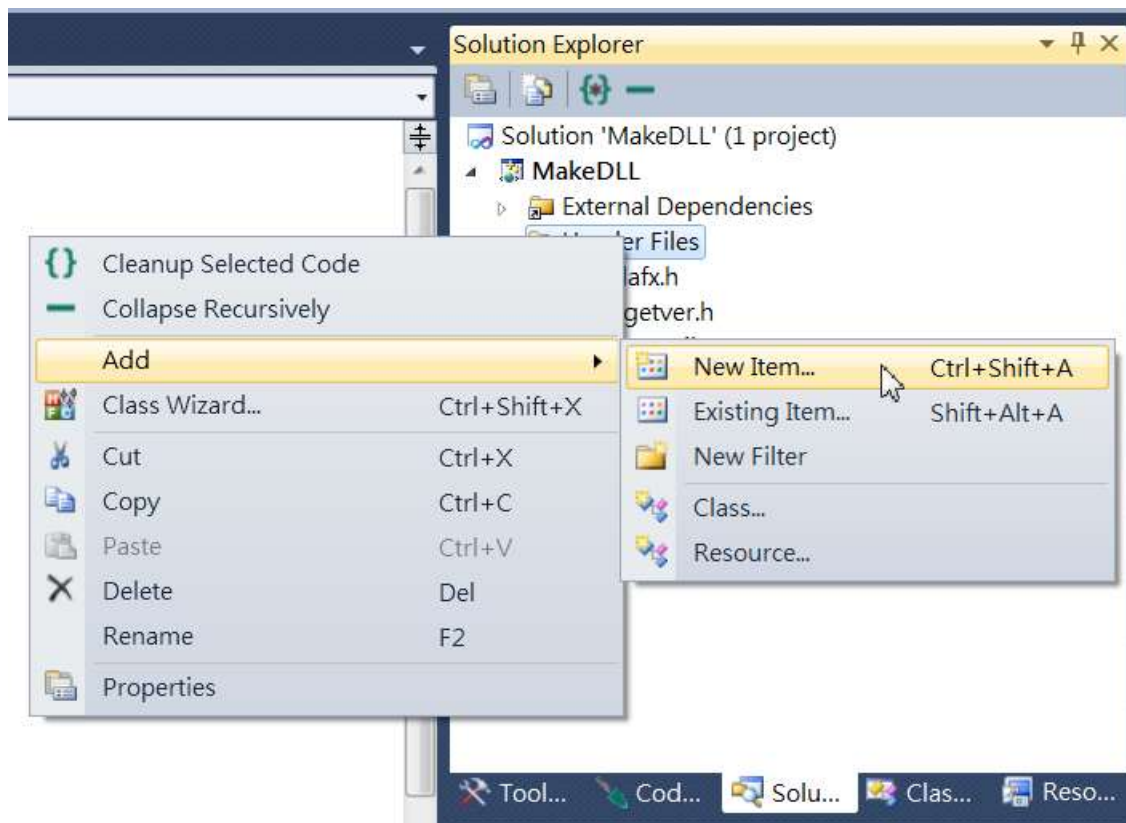 Solution Explorer
Solution 'MakeDLL' (1 project)
MakeDLL
External Dependencies
Files
getver.h
Cleanup Selected Code
Collapse Recursively
Add
Class Wizard... Ctrl+Shift+X
Cut Ctrl+X
Copy Ctrl+C
Paste Ctrl+V
Delete Del
Rename F2
Properties
New Item... Ctrl+Shift+A
Existing Item... Shift+Alt+A
New Filter
Class...
Resource...
Tool... Cod... Solu... Clas... Reso...